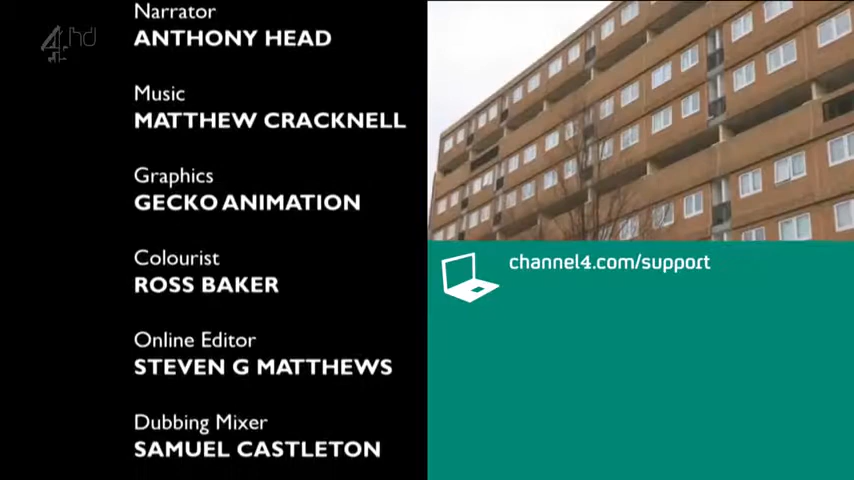 4hd
Narrator
ANTHONY HEAD
Music
MATTHEW CRACKNELL
Graphics
GECKO ANIMATION
Colourist
ROSS BAKER
Online Editor
STEVEN G MATTHEWS
Dubbing Mixer
SAMUEL CASTLETON
channel4.com/support